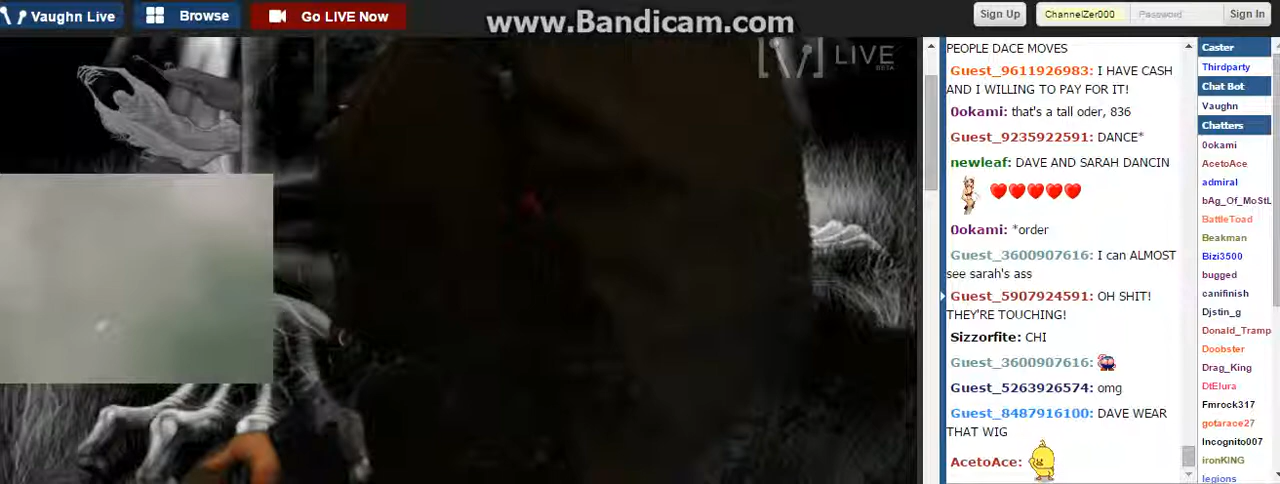 Vaughn Live
Browse
Go LIVE Now
www.Bandicam.com
Sign Up
ChannelZer000
Password
Sign In
LIVE
BETA
PEOPLE DACE MOVES
Guest_9611926983: I HAVE CASH
AND I WILLING TO PAY FOR IT!
0okami: that's a tall oder, 836
Guest_9235922591: DANCE*
newleaf: DAVE AND SARAH DANCIN
0okami: *order
Guest_3600907616: I can ALMOST
see sarah's ass
Guest_5907924591: OH SHIT!
THEY'RE TOUCHING!
Sizzorfite: CHI
Guest_3600907616:
Guest_5263926574: omg
Guest_8487916100: DAVE WEAR
THAT WIG
AcetoAce:
Caster
Thirdparty
Chat Bot
Vaughn
Chatters
0okami
AcetoAce
admiral
bAg_Of_MoStL
BattleToad
Beakman
Bizi3500
bugged
canifinish
Djstin_g
Donald_Tramp
Doobster
Drag_King
DtElura
Fmrock317
gotarace27
Incognito007
ironKING
legions